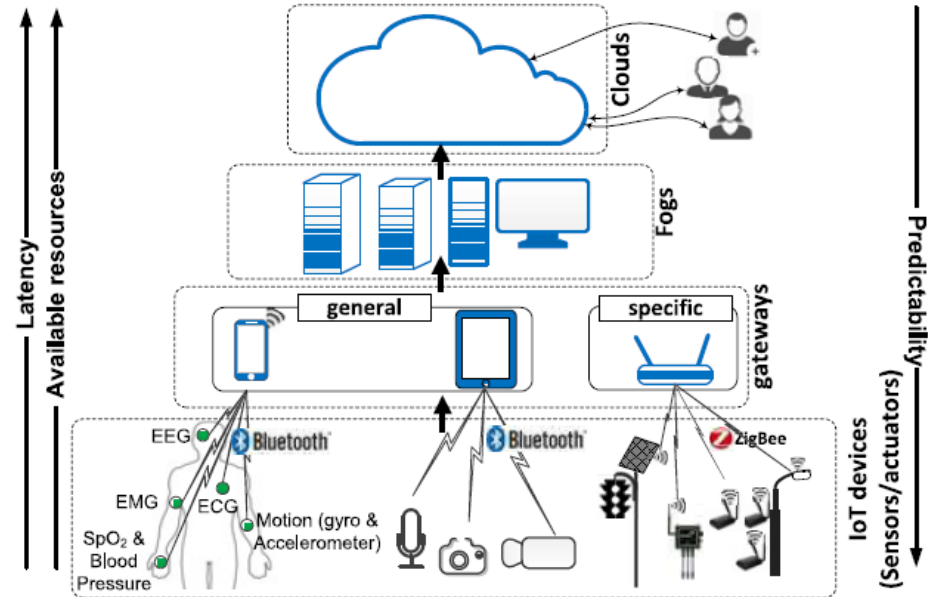 Latency
Available resources
Clouds
Predictability
Fogs
general
specific
gateways
EEG
Bluetooth
Bluetooth
ZigBee
EMG
ECG
Motion (gyro &
Accelerometer)
SpO₂ &
Blood
Pressure
IoT devices
(Sensors/actuators)